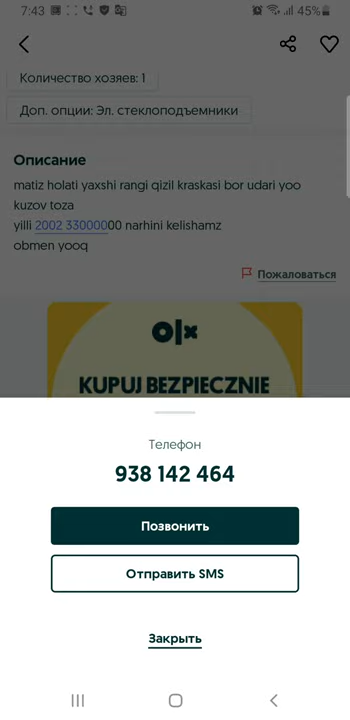 7:43
45%
Количество хозяев: 1
Доп. опции: Эл. стеклоподъемники
Описание
matiz holati yaxshi rangi qizil kraskasi bor udari yoo
kuzov toza
yilli 2002 33000000 narhini kelishamz
obmen yooq
Пожаловаться
olx
KUPUJ BEZPIECZNIE
Телефон
938 142 464
Позвонить
Отправить SMS
Закрыть